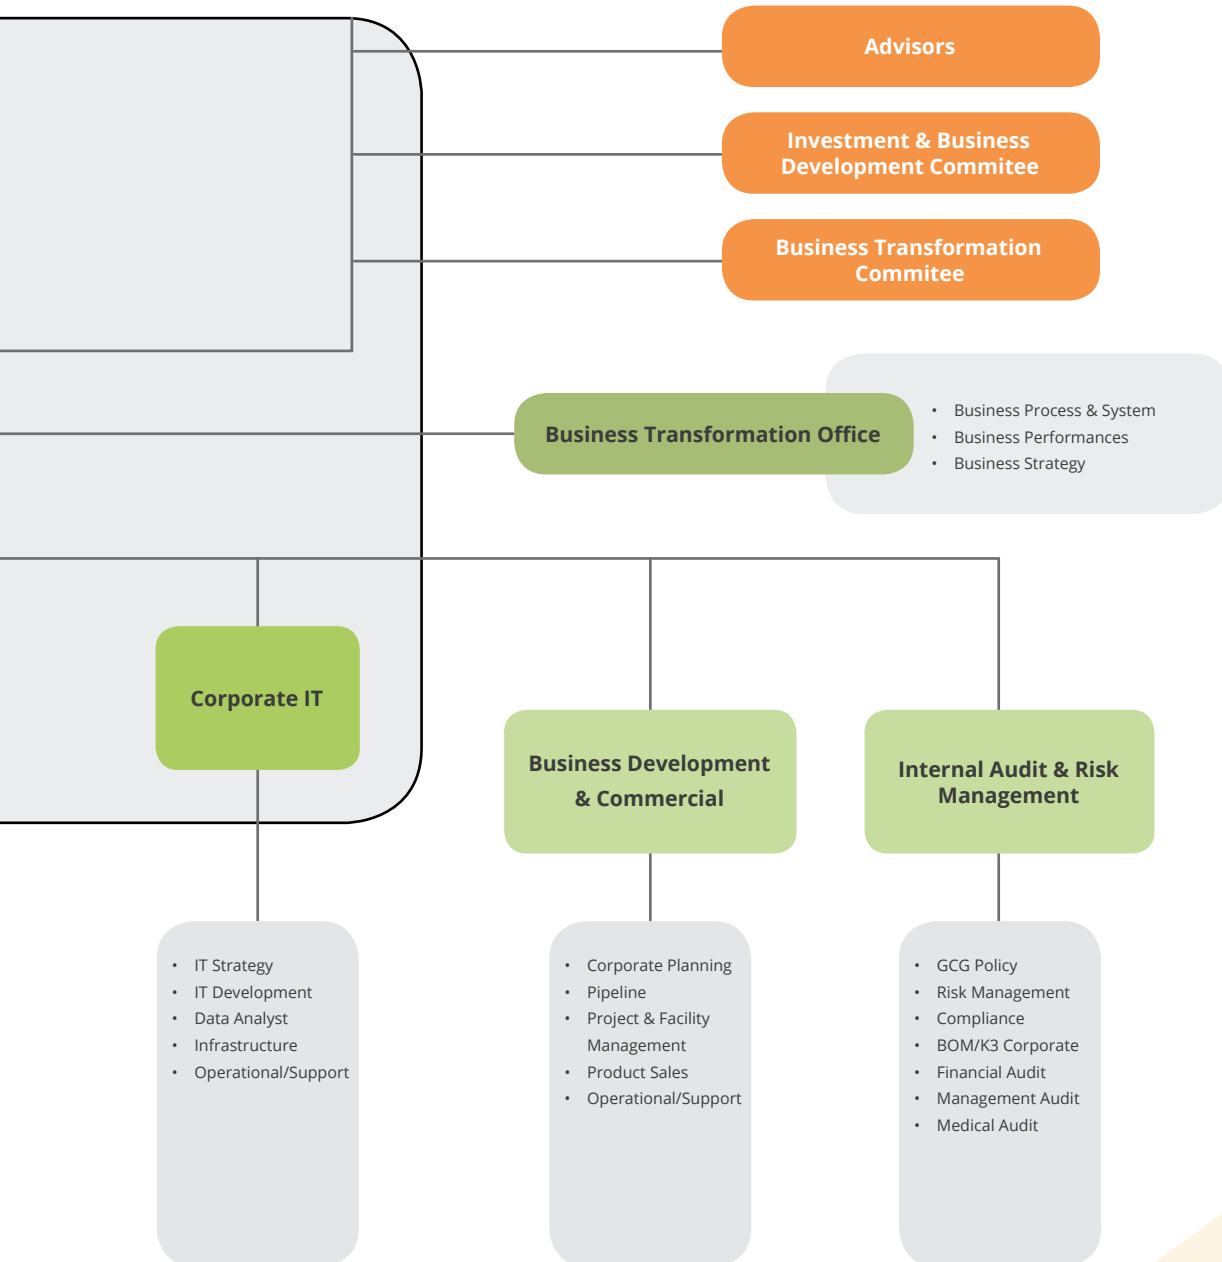 Advisors
Investment & Business
Development Commitee
Business Transformation
Commitee
Business Transformation Office
• Business Process & System
• Business Performances
• Business Strategy
Corporate IT
Business Development
& Commercial
Internal Audit & Risk
Management
• IT Strategy
• IT Development
• Data Analyst
• Infrastructure
• Operational/Support
• Corporate Planning
• Pipeline
• Project & Facility
Management
• Product Sales
• Operational/Support
• GCG Policy
• Risk Management
• Compliance
• BOM/K3 Corporate
• Financial Audit
• Management Audit
• Medical Audit